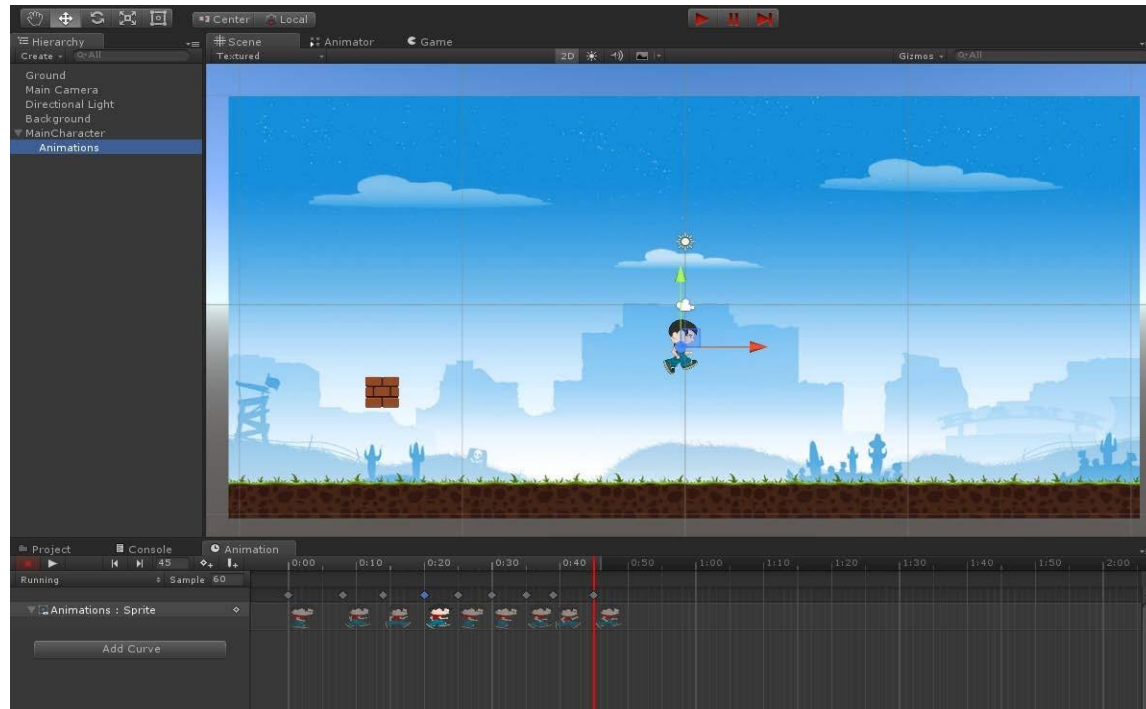 Center Local
Hierarchy
Create All
Scene Animator Game
Textured 2D Gizmos All
Ground
Main Camera
Directional Light
Background
MainCharacter
Animations
Project Console Animation
45 0:00 0:10 0:20 0:30 0:40 0:50 1:00 1:10 1:20 1:30 1:40 1:50 2:00
Running Sample 60
Animations : Sprite
Add Curve